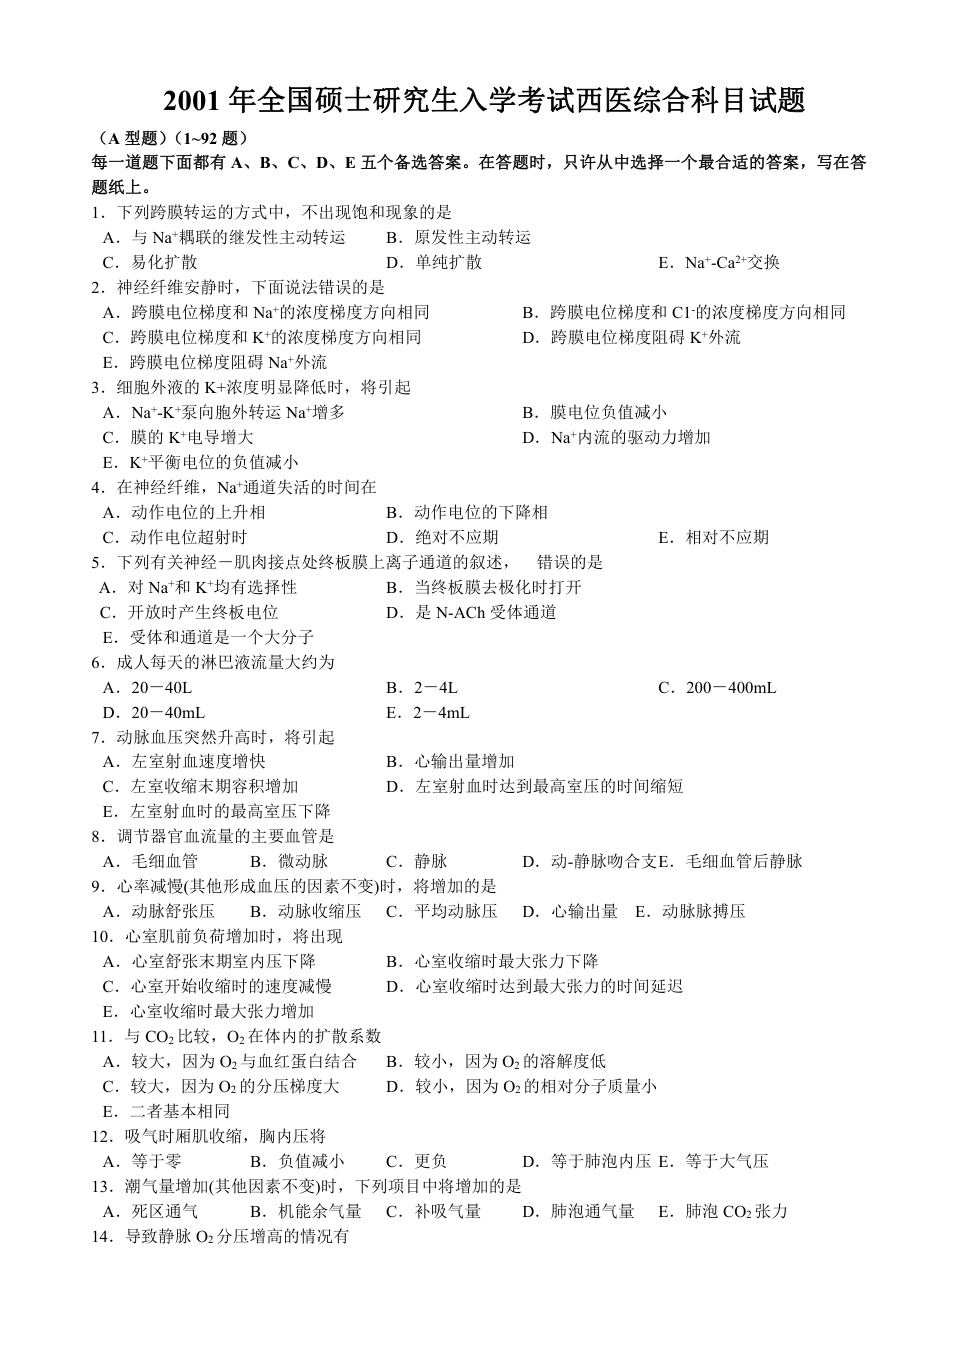 2001 年全国硕士研究生入学考试西医综合科目试题
（A 型题）（1~92 题）
每一道题下面都有 A、B、C、D、E 五个备选答案。在答题时，只许从中选择一个最合适的答案，写在答
题纸上。
1．下列跨膜转运的方式中，不出现饱和现象的是
A．与 Na⁺耦联的继发性主动转运 B．原发性主动转运
C．易化扩散 D．单纯扩散 E．Na⁺-Ca²⁺交换
2．神经纤维安静时，下面说法错误的是
A．跨膜电位梯度和 Na⁺的浓度梯度方向相同 B．跨膜电位梯度和 C1⁻的浓度梯度方向相同
C．跨膜电位梯度和 K⁺的浓度梯度方向相同 D．跨膜电位梯度阻碍 K⁺外流
E．跨膜电位梯度阻碍 Na⁺外流
3．细胞外液的 K+浓度明显降低时，将引起
A．Na⁺-K⁺泵向胞外转运 Na⁺增多 B．膜电位负值减小
C．膜的 K⁺电导增大 D．Na⁺内流的驱动力增加
E．K⁺平衡电位的负值减小
4．在神经纤维，Na⁺通道失活的时间在
A．动作电位的上升相 B．动作电位的下降相
C．动作电位超射时 D．绝对不应期 E．相对不应期
5．下列有关神经－肌肉接点处终板膜上离子通道的叙述， 错误的是
A．对 Na⁺和 K⁺均有选择性 B．当终板膜去极化时打开
C．开放时产生终板电位 D．是 N-ACh 受体通道
E．受体和通道是一个大分子
6．成人每天的淋巴液流量大约为
A．20－40L B．2－4L C．200－400mL
D．20－40mL E．2－4mL
7．动脉血压突然升高时，将引起
A．左室射血速度增快 B．心输出量增加
C．左室收缩末期容积增加 D．左室射血时达到最高室压的时间缩短
E．左室射血时的最高室压下降
8．调节器官血流量的主要血管是
A．毛细血管 B．微动脉 C．静脉 D．动-静脉吻合支E．毛细血管后静脉
9．心率减慢(其他形成血压的因素不变)时，将增加的是
A．动脉舒张压 B．动脉收缩压 C．平均动脉压 D．心输出量 E．动脉脉搏压
10．心室肌前负荷增加时，将出现
A．心室舒张末期室内压下降 B．心室收缩时最大张力下降
C．心室开始收缩时的速度减慢 D．心室收缩时达到最大张力的时间延迟
E．心室收缩时最大张力增加
11．与 CO₂比较，O₂在体内的扩散系数
A．较大，因为 O₂与血红蛋白结合 B．较小，因为 O₂的溶解度低
C．较大，因为 O₂的分压梯度大 D．较小，因为 O₂的相对分子质量小
E．二者基本相同
12．吸气时厢肌收缩，胸内压将
A．等于零 B．负值减小 C．更负 D．等于肺泡内压 E．等于大气压
13．潮气量增加(其他因素不变)时，下列项目中将增加的是
A．死区通气 B．机能余气量 C．补吸气量 D．肺泡通气量 E．肺泡 CO₂张力
14．导致静脉 O₂分压增高的情况有